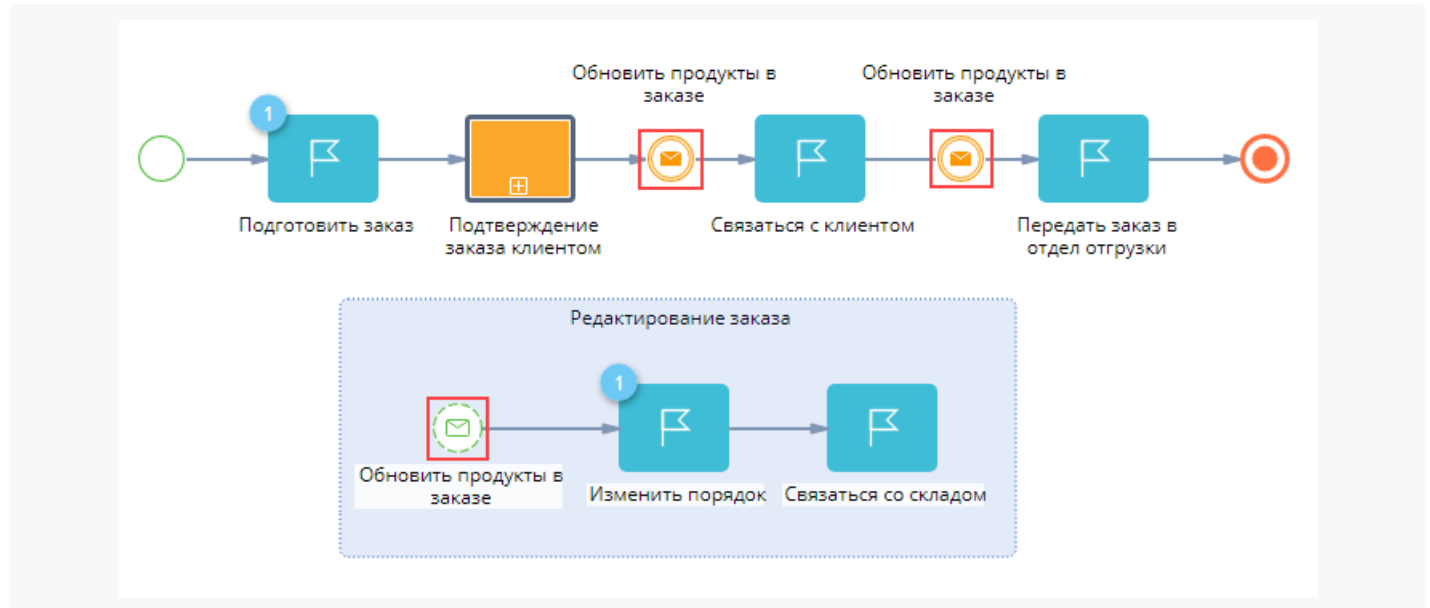 Обновить продукты в
заказе
Обновить продукты в
заказе
1
Подготовить заказ
Подтверждение
заказа клиентом
Связаться с клиентом
Передать заказ в
отдел отгрузки
Редактирование заказа
1
Обновить продукты в
заказе
Изменить порядок
Связаться со складом